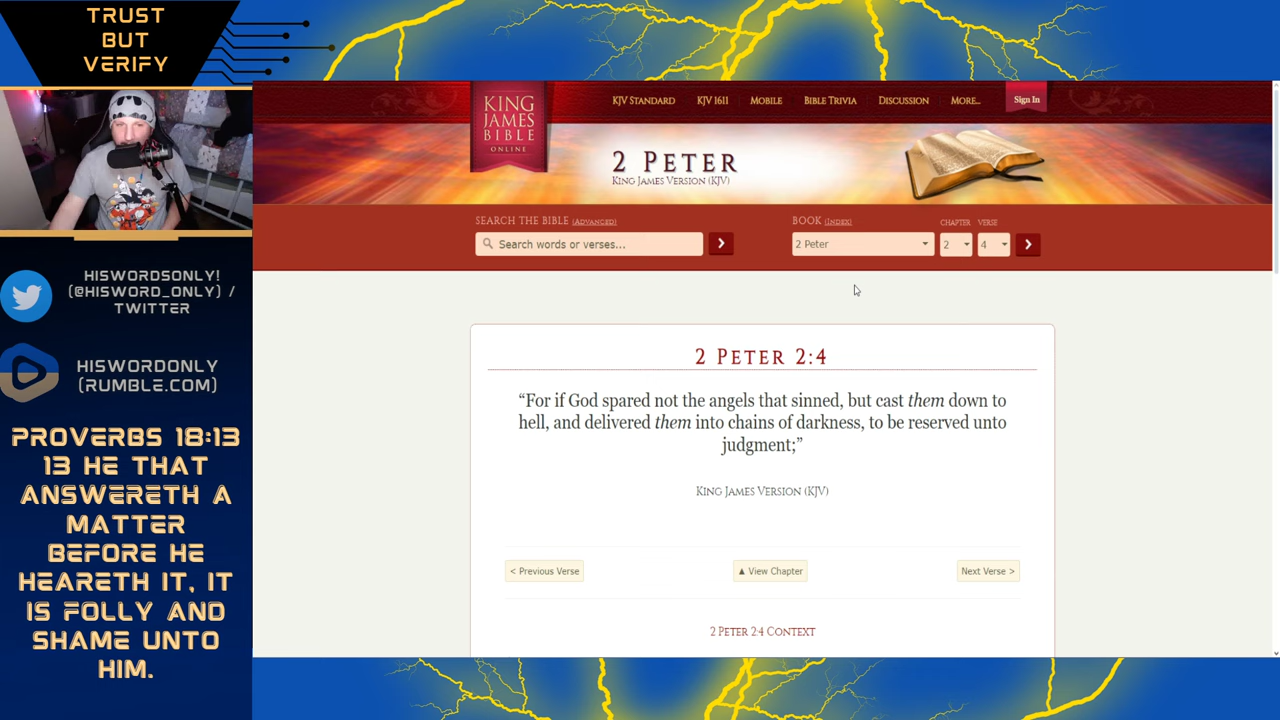 TRUST
BUT
VERIFY
HISWORDSONLY!
(@HISWORD_ONLY) /
TWITTER
HISWORDONLY
(RUMBLE.COM)
PROVERBS 18:13
13 HE THAT
ANSWERETH A
MATTER
BEFORE HE
HEARETH IT, IT
IS FOLLY AND
SHAME UNTO
HIM.
KING
JAMES
BIBLE
ONLINE
KJV STANDARD
KJV 1611
MOBILE
BIBLE TRIVIA
DISCUSSION
MORE...
Sign In
2 PETER
KING JAMES VERSION (KJV)
SEARCH THE BIBLE (ADVANCED)
Search words or verses...
BOOK (INDEX)
CHAPTER
VERSE
2 Peter
2
4
2 PETER 2:4
“For if God spared not the angels that sinned, but cast them down to
hell, and delivered them into chains of darkness, to be reserved unto
judgment;”
KING JAMES VERSION (KJV)
< Previous Verse
▲ View Chapter
Next Verse >
2 PETER 2:4 CONTEXT